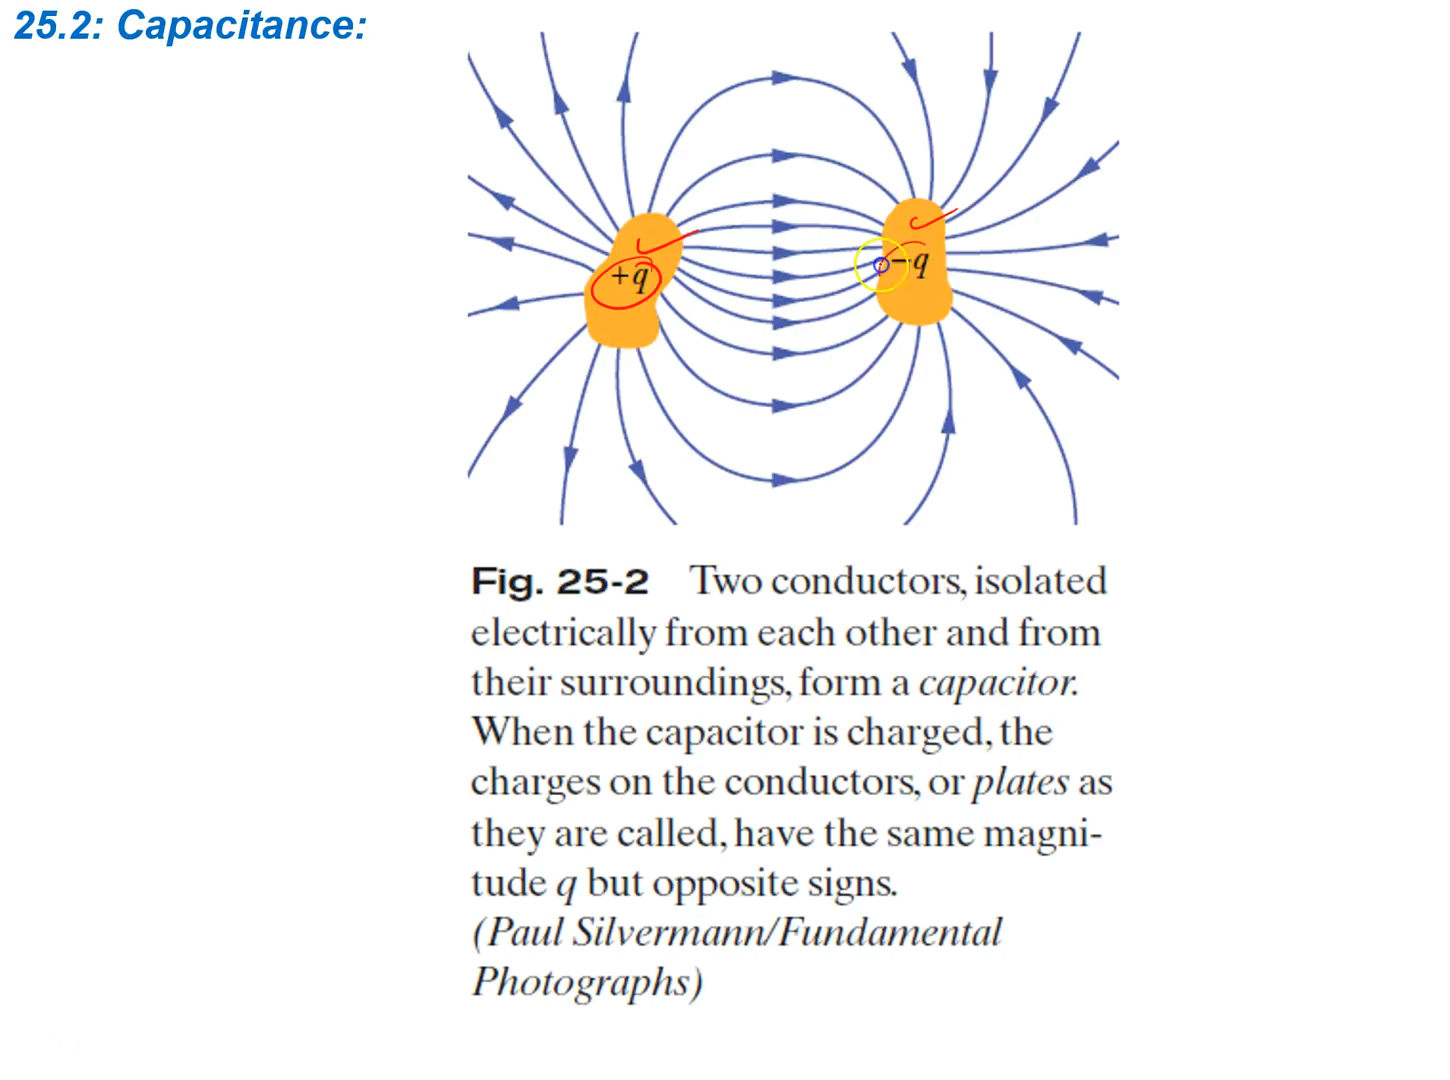 25.2: Capacitance:
+q
−q
Fig. 25-2 Two conductors, isolated
electrically from each other and from
their surroundings, form a capacitor.
When the capacitor is charged, the
charges on the conductors, or plates as
they are called, have the same magni-
tude q but opposite signs.
(Paul Silvermann/Fundamental
Photographs)